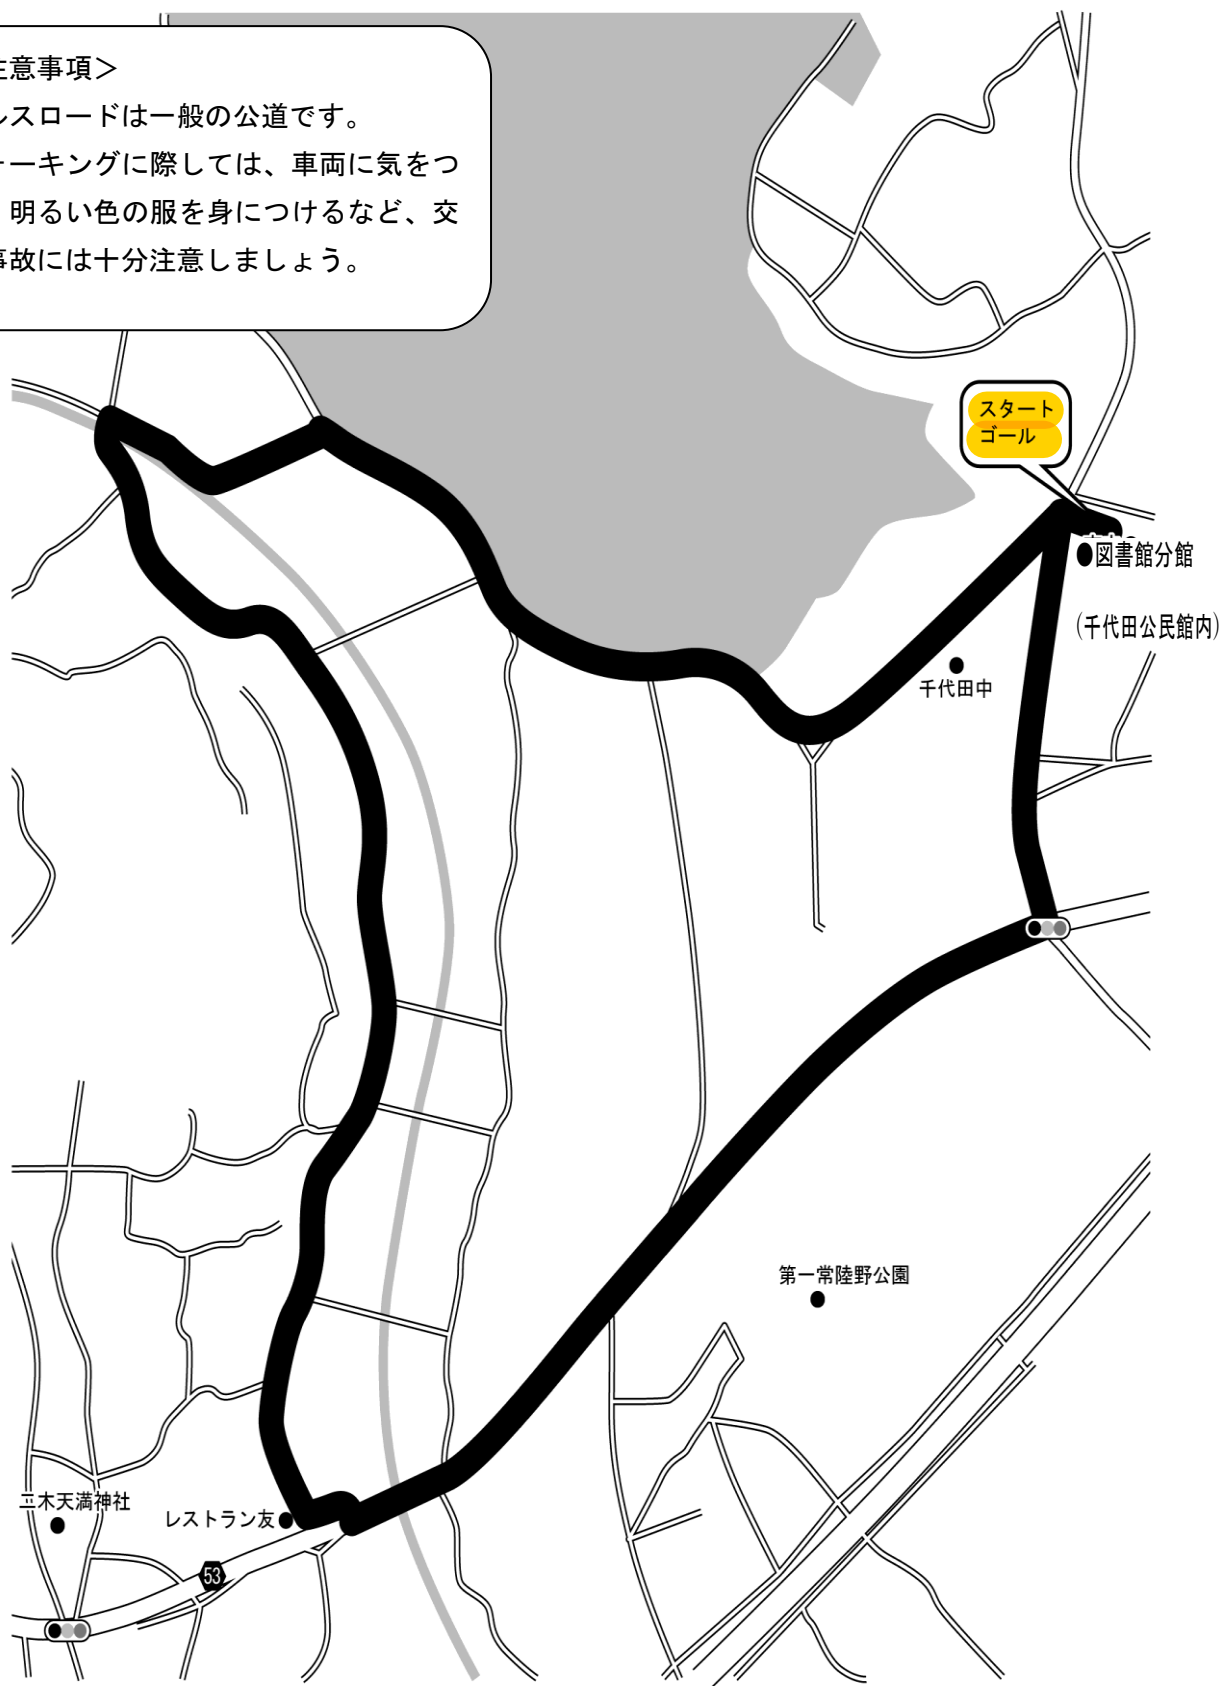 注意事項＞
ルスロードは一般の公道です。
ォーキングに際しては、車両に気をつ
、明るい色の服を身につけるなど、交
事故には十分注意しましょう。
スタート
ゴール
●図書館分館
(千代田公民館内)
千代田中
第一常陸野公園
天満神社
レストラン友
53